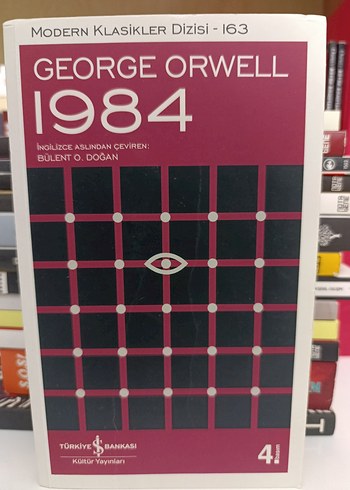 MODERN KLASİKLER DİZİSİ - 163
GEORGE ORWELL
1984
İNGİLİZCE ASLINDAN ÇEVİREN:
BÜLENT O. DOĞAN
TÜRKİYE İŞ BANKASI
Kültür Yayınları
4. Basım